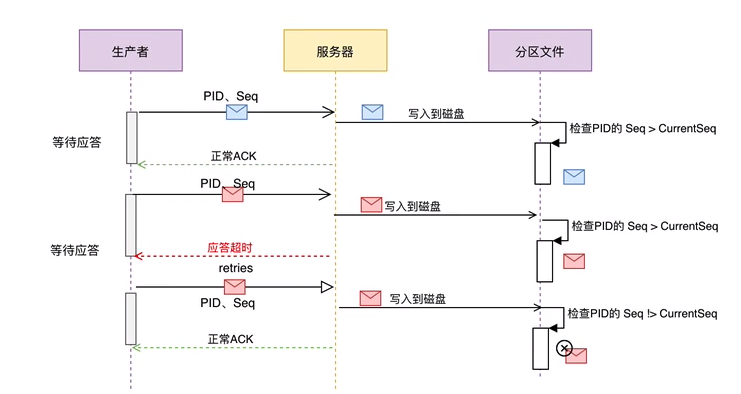 生产者
服务器
分区文件
PID、Seq
写入到磁盘
检查PID的 Seq > CurrentSeq
等待应答
正常ACK
PID、Seq
写入到磁盘
检查PID的 Seq > CurrentSeq
等待应答
应答超时
retries
PID、Seq
写入到磁盘
检查PID的 Seq !> CurrentSeq
正常ACK